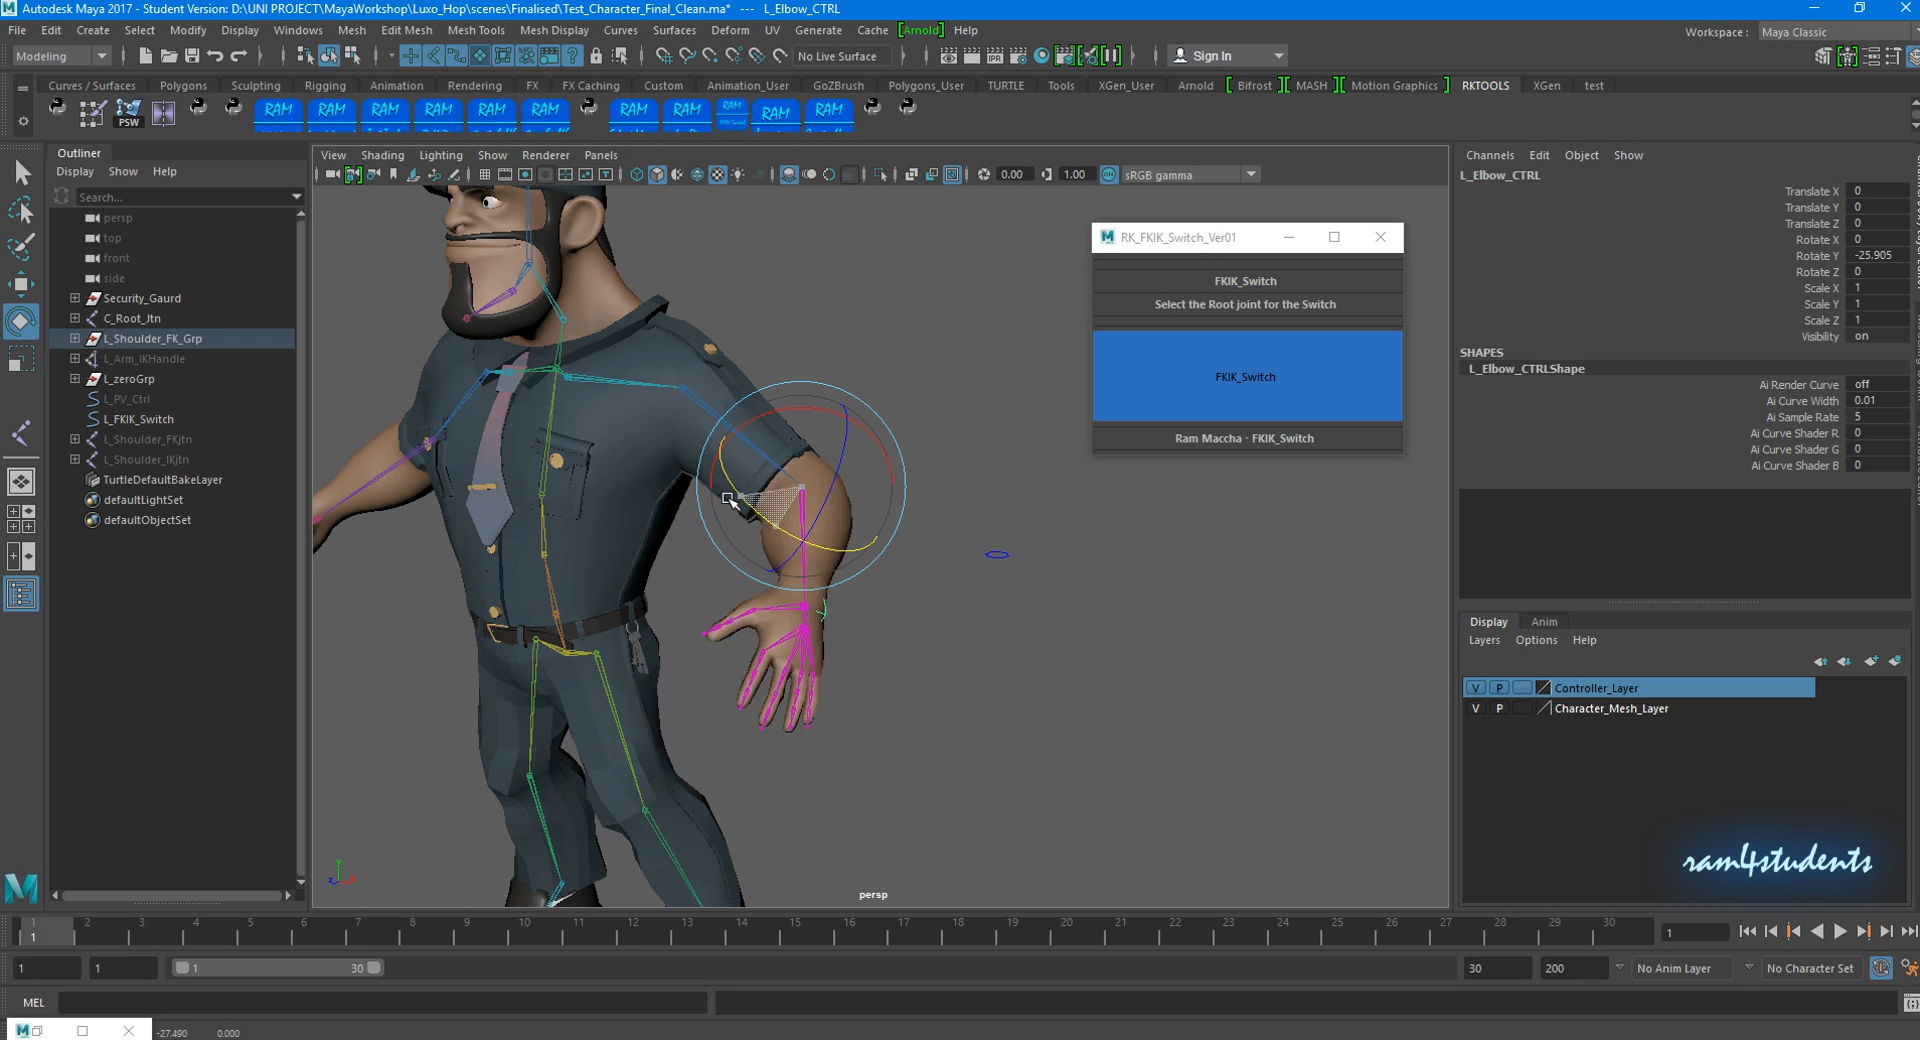 Autodesk Maya 2017 - Student Version: D:\UNI PROJECT\MayaWorkshop\Luxo_Hop\scenes\Finalised\Test_Character_Final_Clean.ma* --- L_Elbow_CTRL
File Edit Create Select Modify Display Windows Mesh Edit Mesh Mesh Tools Mesh Display Curves Surfaces Deform UV Generate Cache [Arnold] Help
Workspace : Maya Classic
Modeling
No Live Surface
Sign In
Curves / Surfaces Polygons Sculpting Rigging Animation Rendering FX FX Caching Custom Animation_User GoZBrush Polygons_User TURTLE Tools XGen_User Arnold [ Bifrost ] [ MASH ] [ Motion Graphics ] RKTOOLS XGen test
PSW RAM RAM RAM RAM RAM RAM RAM RAM RAM RAM RAM
Outliner
Display Show Help
Search...
persp
top
front
side
Security_Gaurd
C_Root_Jtn
L_Shoulder_FK_Grp
L_Arm_IKHandle
L_zeroGrp
L_PV_Ctrl
L_FKIK_Switch
L_Shoulder_FKjtn
L_Shoulder_IKjtn
TurtleDefaultBakeLayer
defaultLightSet
defaultObjectSet
View Shading Lighting Show Renderer Panels
0.00 1.00 ON sRGB gamma
RK_FKIK_Switch_Ver01
FKIK_Switch
Select the Root joint for the Switch
FKIK_Switch
Ram Maccha - FKIK_Switch
y
z
persp
Channels Edit Object Show
L_Elbow_CTRL
Translate X 0
Translate Y 0
Translate Z 0
Rotate X 0
Rotate Y -25.905
Rotate Z 0
Scale X 1
Scale Y 1
Scale Z 1
Visibility on
SHAPES
L_Elbow_CTRLShape
Ai Render Curve off
Ai Curve Width 0.01
Ai Sample Rate 5
Ai Curve Shader R 0
Ai Curve Shader G 0
Ai Curve Shader B 0
Display Anim
Layers Options Help
V P Controller_Layer
V P Character_Mesh_Layer
ram4students
1 2 3 4 5 6 7 8 9 10 11 12 13 14 15 16 17 18 19 20 21 22 23 24 25 26 27 28 29 30
1
1
1 1 1 30 30 200 No Anim Layer No Character Set
MEL
-27.490 0.000